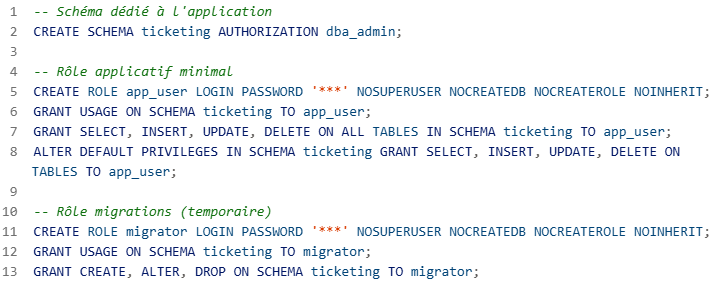 1 -- Schéma dédié à l'application
2 CREATE SCHEMA ticketing AUTHORIZATION dba_admin;
3
4 -- Rôle applicatif minimal
5 CREATE ROLE app_user LOGIN PASSWORD '***' NOSUPERUSER NOCREATEDB NOCREATEROLE NOINHERIT;
6 GRANT USAGE ON SCHEMA ticketing TO app_user;
7 GRANT SELECT, INSERT, UPDATE, DELETE ON ALL TABLES IN SCHEMA ticketing TO app_user;
8 ALTER DEFAULT PRIVILEGES IN SCHEMA ticketing GRANT SELECT, INSERT, UPDATE, DELETE ON
TABLES TO app_user;
9
10 -- Rôle migrations (temporaire)
11 CREATE ROLE migrator LOGIN PASSWORD '***' NOSUPERUSER NOCREATEDB NOCREATEROLE NOINHERIT;
12 GRANT USAGE ON SCHEMA ticketing TO migrator;
13 GRANT CREATE, ALTER, DROP ON SCHEMA ticketing TO migrator;